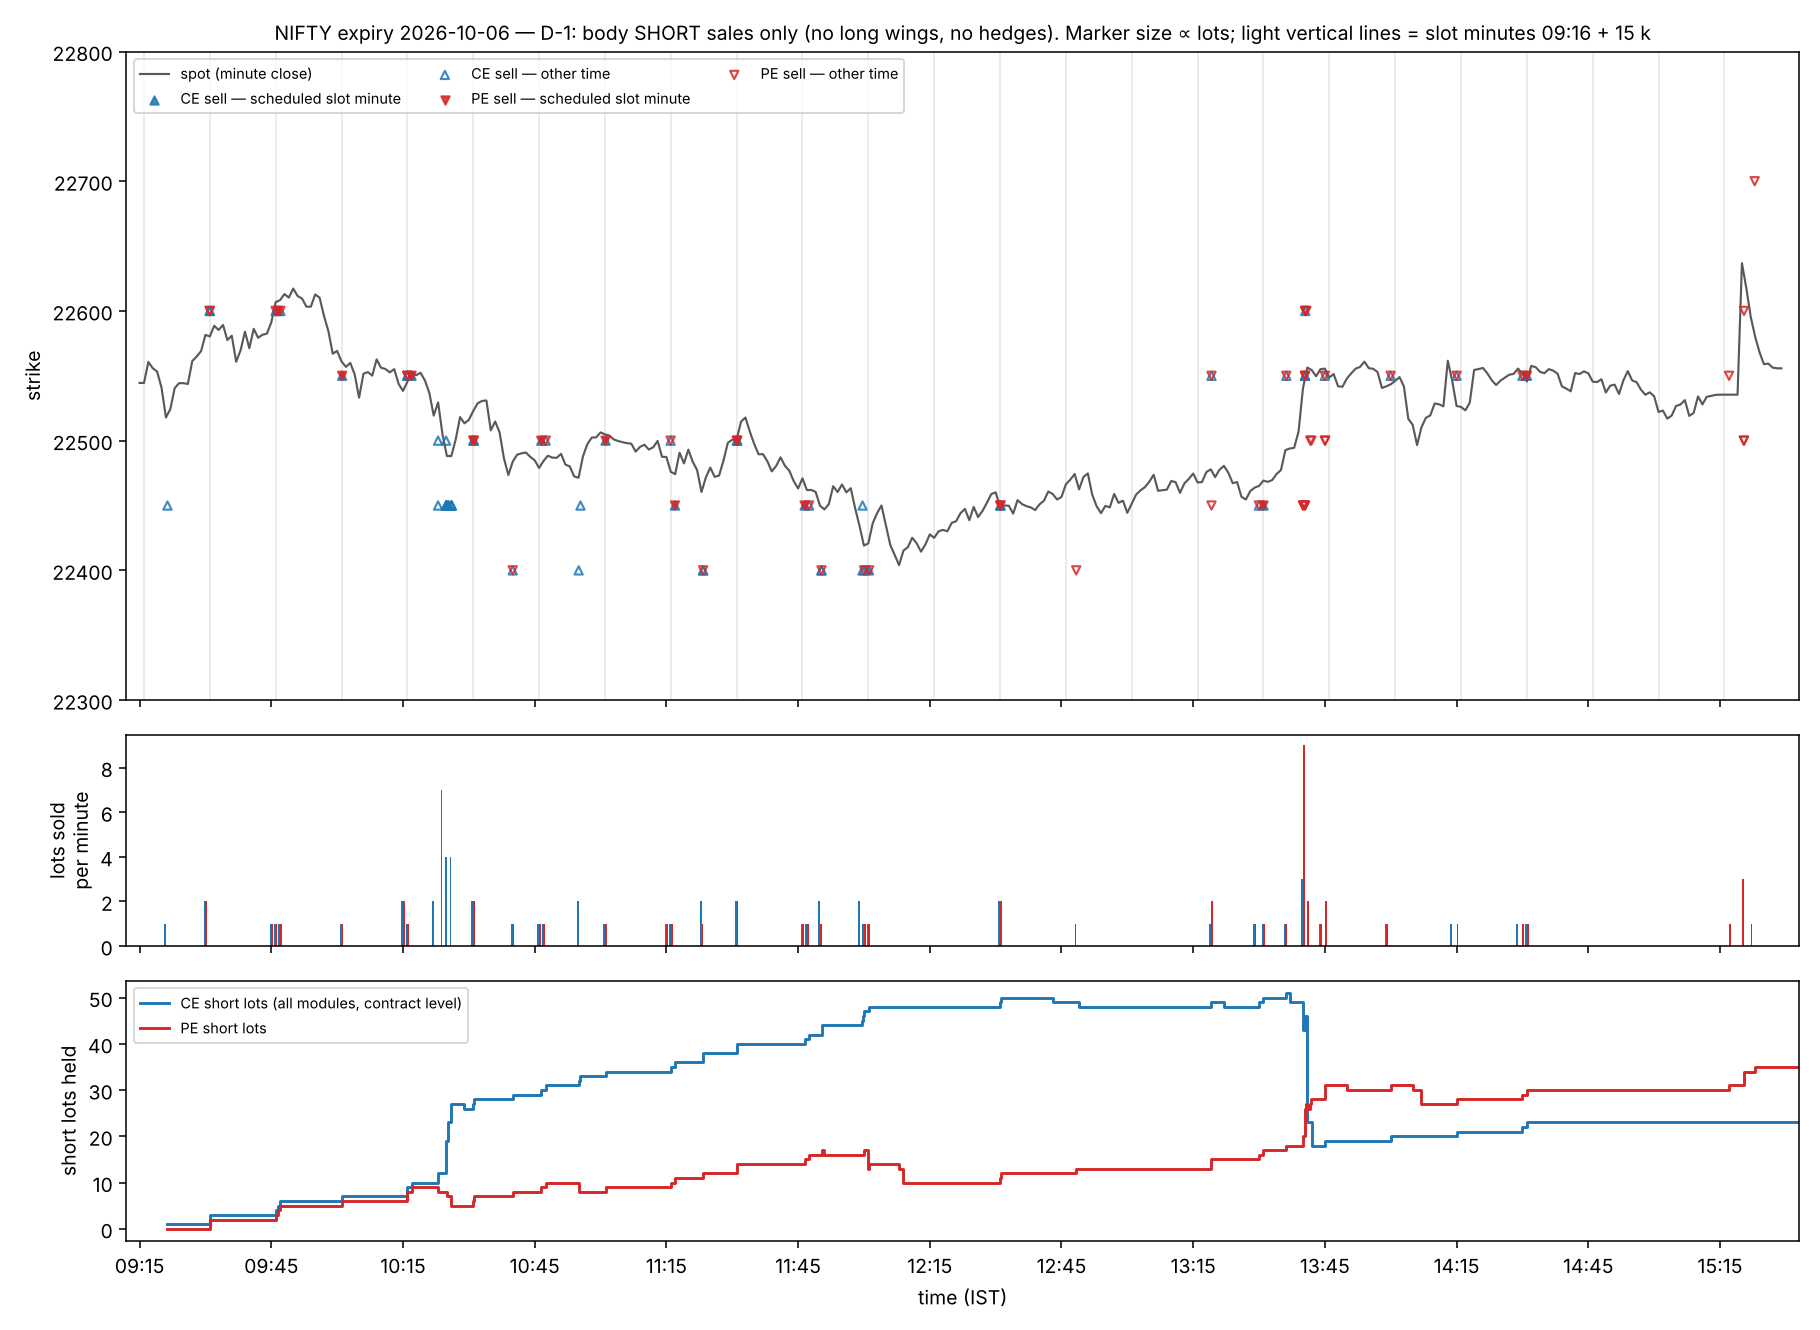 NIFTY expiry 2026-10-06 — D-1: body SHORT sales only (no long wings, no hedges). Marker size ∝ lots; light vertical lines = slot minutes 09:16 + 15 k
spot (minute close)
CE sell — scheduled slot minute
CE sell — other time
PE sell — scheduled slot minute
PE sell — other time
22800
22700
22600
22500
22400
22300
strike
8
6
4
2
0
lots sold
per minute
CE short lots (all modules, contract level)
PE short lots
50
40
30
20
10
0
short lots held
09:15
09:45
10:15
10:45
11:15
11:45
12:15
12:45
13:15
13:45
14:15
14:45
15:15
time (IST)